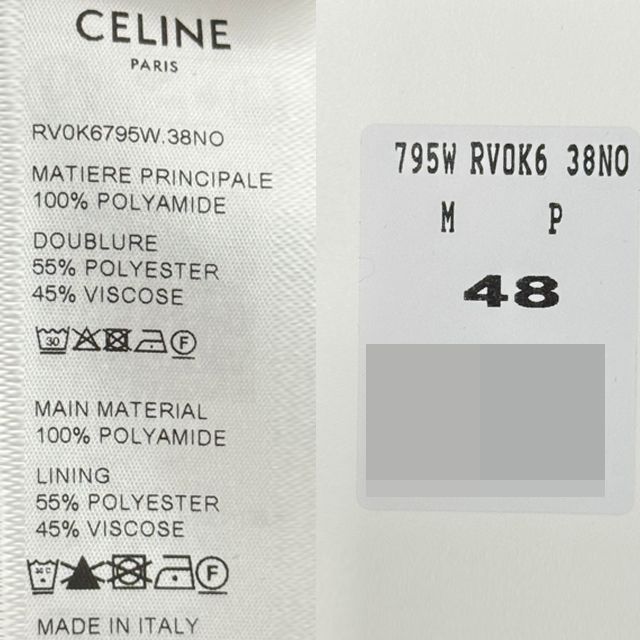 CELINE
PARIS
RV0K6795W.38NO
MATIERE PRINCIPALE
100% POLYAMIDE
DOUBLURE
55% POLYESTER
45% VISCOSE
30
F
MAIN MATERIAL
100% POLYAMIDE
LINING
55% POLYESTER
45% VISCOSE
F
MADE IN ITALY
795W RV0K6 38NO
M P
48